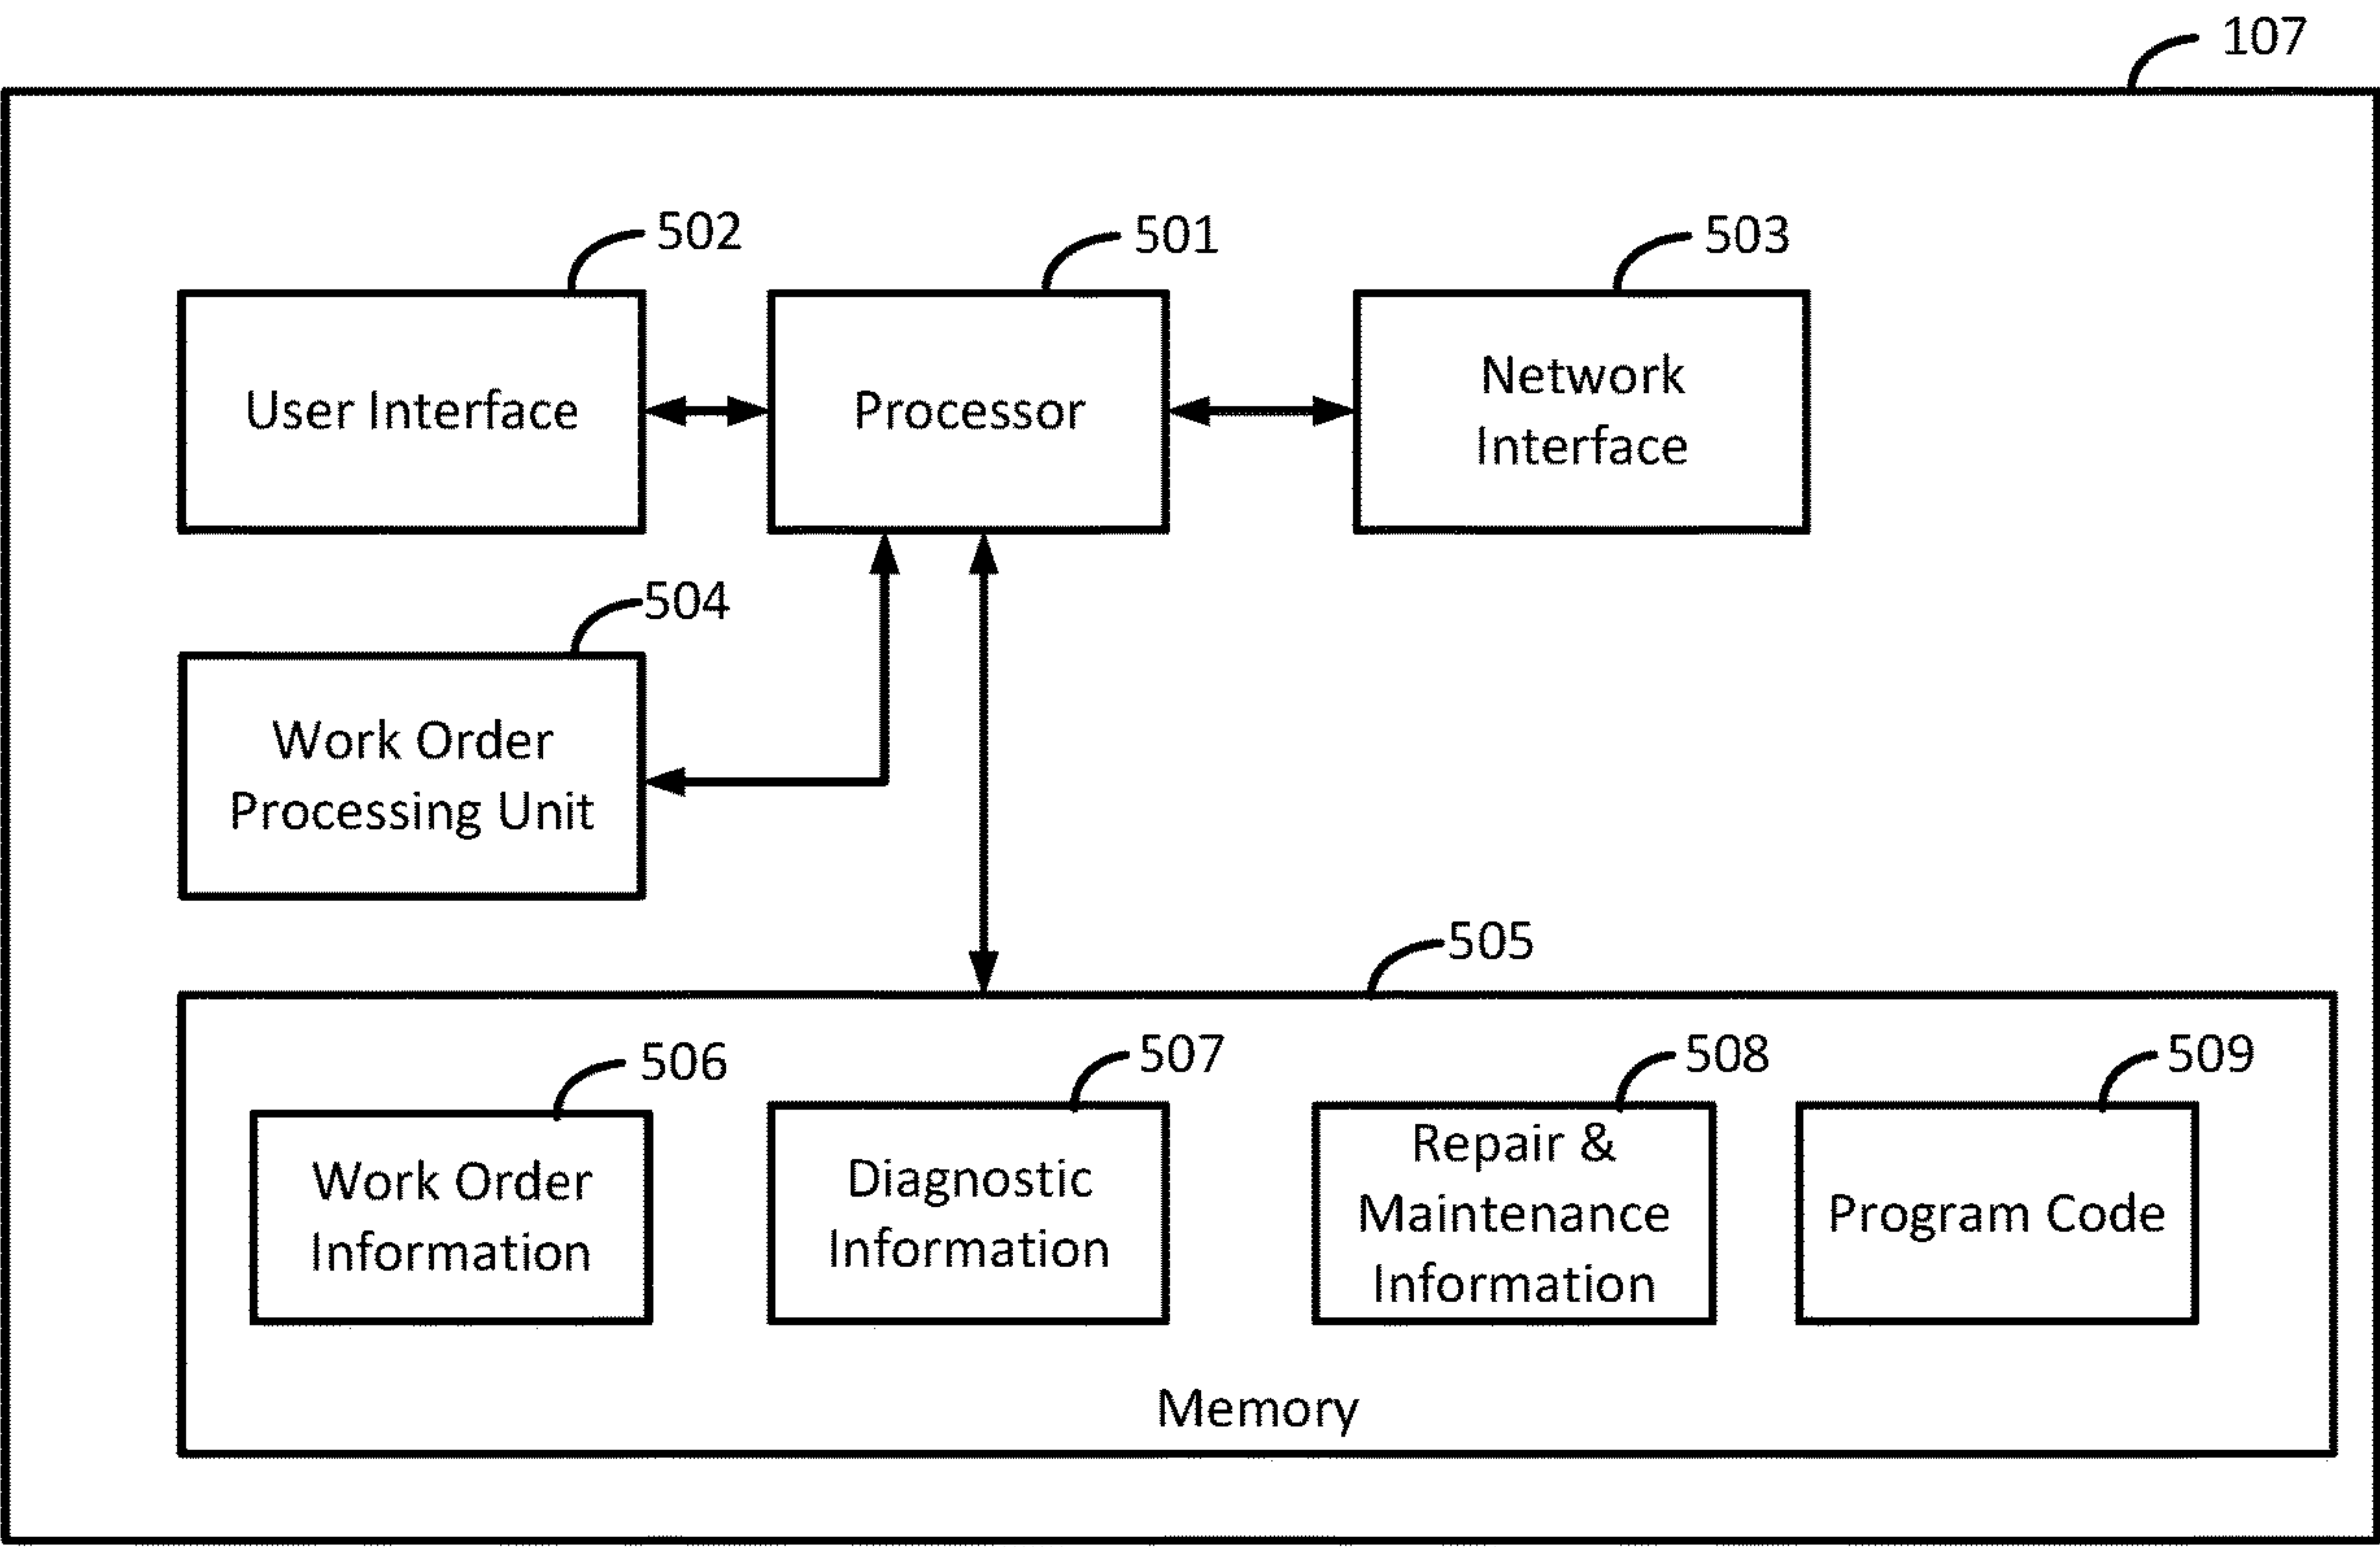 107
502
501
503
User Interface
Processor
Network
Interface
504
Work Order
Processing Unit
505
506
507
508
509
Work Order
Information
Diagnostic
Information
Repair &
Maintenance
Information
Program Code
Memory